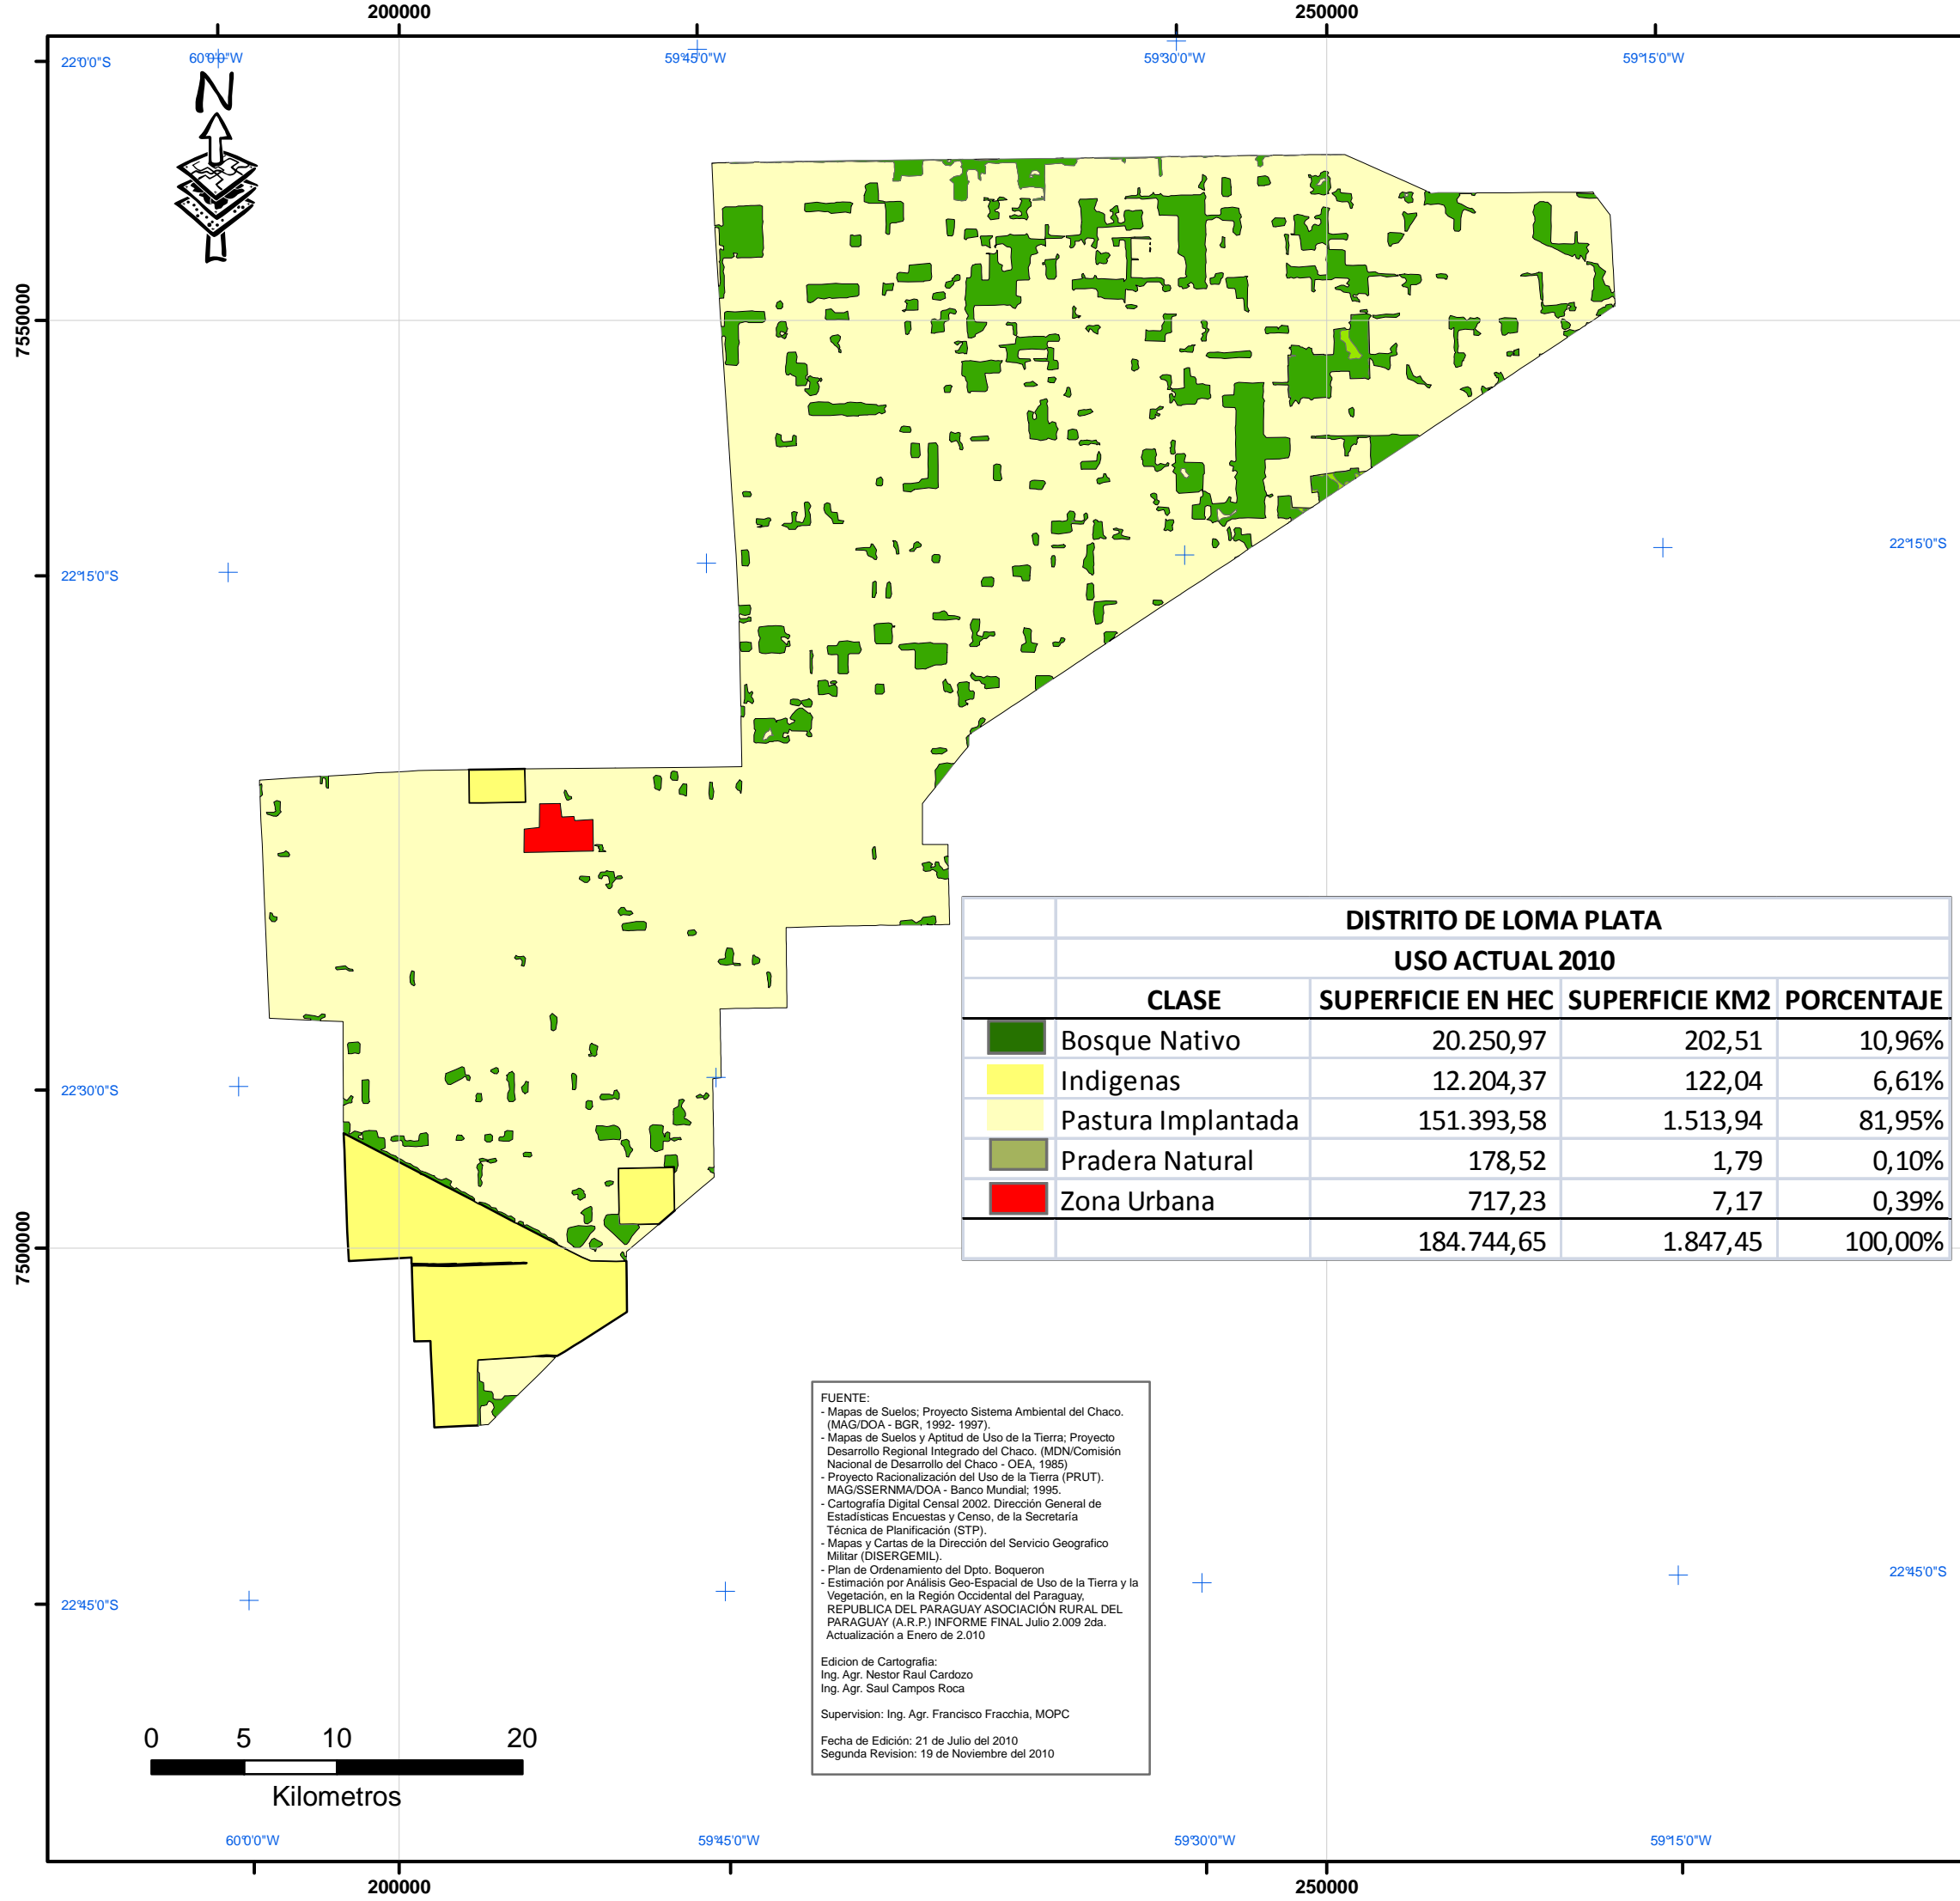 200000
250000
22°0'0"S
60°0'0"W
59°45'0"W
59°30'0"W
59°15'0"W
N
7550000
22°15'0"S
22°15'0"S
DISTRITO DE LOMA PLATA
USO ACTUAL 2010
CLASE SUPERFICIE EN HEC SUPERFICIE KM2 PORCENTAJE
Bosque Nativo 20.250,97 202,51 10,96%
Indigenas 12.204,37 122,04 6,61%
Pastura Implantada 151.393,58 1.513,94 81,95%
Pradera Natural 178,52 1,79 0,10%
Zona Urbana 717,23 7,17 0,39%
184.744,65 1.847,45 100,00%
22°30'0"S
7500000
FUENTE:
- Mapas de Suelos; Proyecto Sistema Ambiental del Chaco.
(MAG/DOA - BGR, 1992- 1997).
- Mapas de Suelos y Aptitud de Uso de la Tierra; Proyecto
Desarrollo Regional Integrado del Chaco. (MDN/Comisión
Nacional de Desarrollo del Chaco - OEA, 1985)
- Proyecto Racionalización del Uso de la Tierra (PRUT).
MAG/SSERNMA/DOA - Banco Mundial; 1995.
- Cartografía Digital Censal 2002. Dirección General de
Estadísticas Encuestas y Censo, de la Secretaría
Técnica de Planificación (STP).
- Mapas y Cartas de la Dirección del Servicio Geografico
Militar (DISERGEMIL).
- Plan de Ordenamiento del Dpto. Boqueron
- Estimación por Análisis Geo-Espacial de Uso de la Tierra y la
Vegetación, en la Región Occidental del Paraguay,
REPUBLICA DEL PARAGUAY ASOCIACIÓN RURAL DEL
PARAGUAY (A.R.P.) INFORME FINAL Julio 2.009 2da.
Actualización a Enero de 2.010
Edicion de Cartografia:
Ing. Agr. Nestor Raul Cardozo
Ing. Agr. Saul Campos Roca
Supervision: Ing. Agr. Francisco Fracchia, MOPC
Fecha de Edición: 21 de Julio del 2010
Segunda Revision: 19 de Noviembre del 2010
22°45'0"S
22°45'0"S
0 5 10 20
Kilometros
60°0'0"W
59°45'0"W
59°30'0"W
59°15'0"W
200000
250000